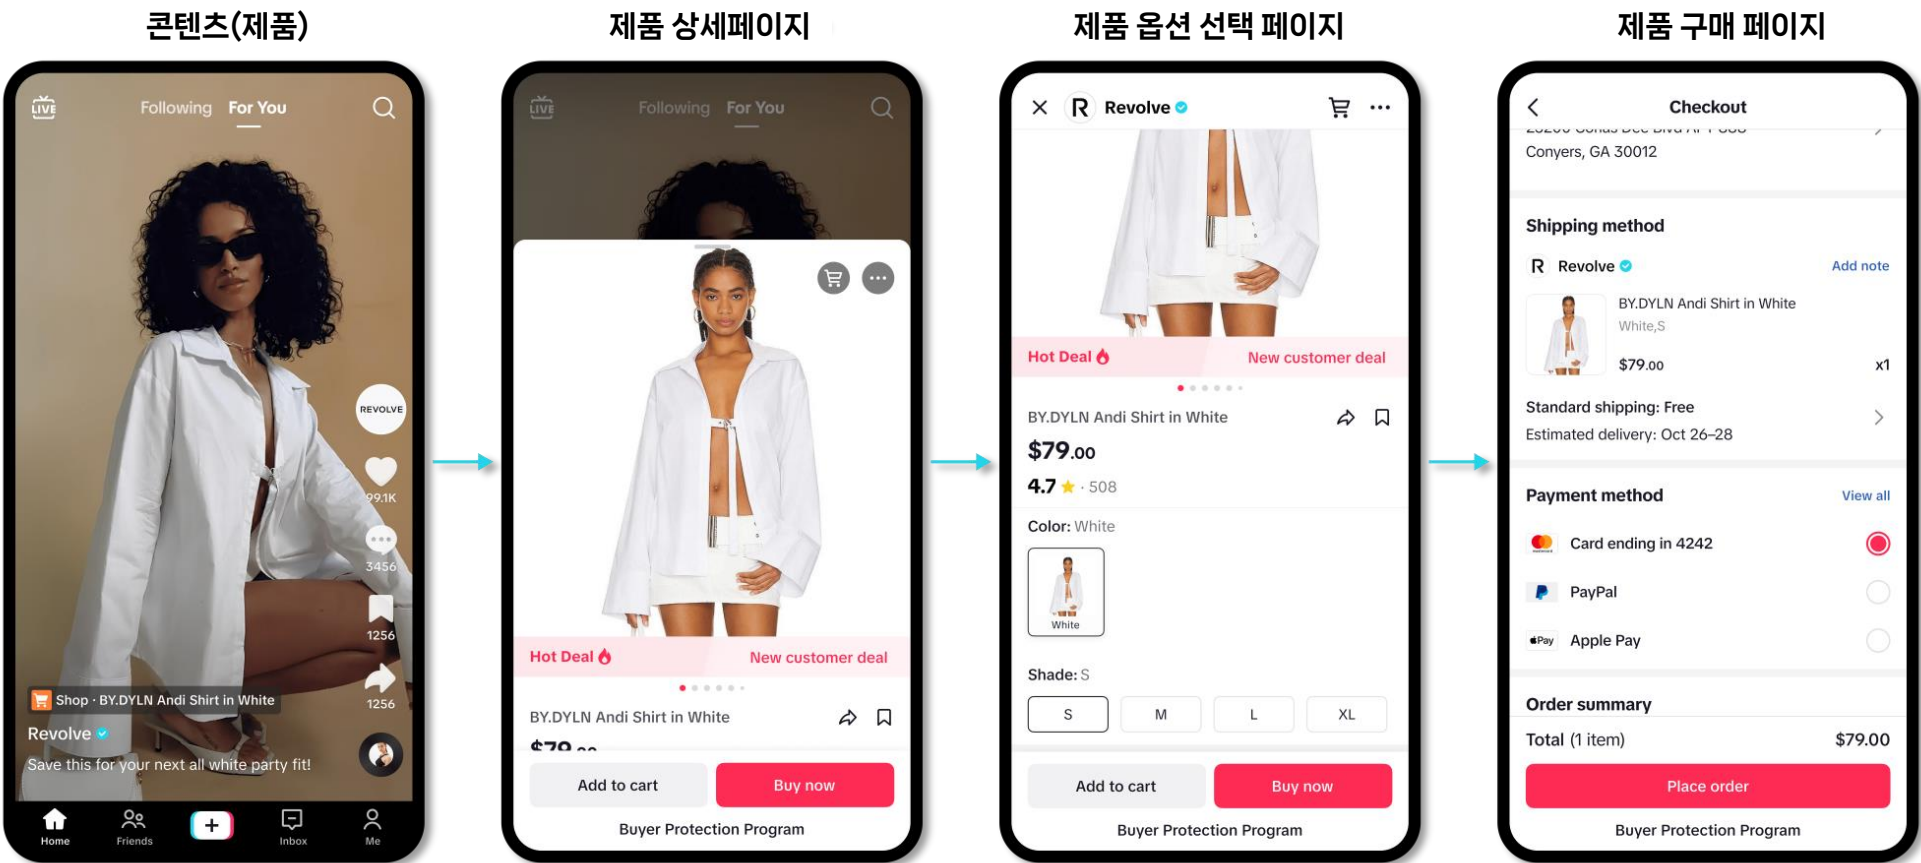 콘텐츠(제품)
제품 상세페이지
제품 옵션 선택 페이지
제품 구매 페이지
LIVE
Following For You
REVOLVE
99.1K
3456
1256
1256
Shop · BY.DYLN Andi Shirt in White
Revolve
Save this for your next all white party fit!
Home
Friends
Inbox
Me
LIVE
Following For You
Hot Deal
New customer deal
BY.DYLN Andi Shirt in White
$79.00
Add to cart
Buy now
Buyer Protection Program
R Revolve
Hot Deal
New customer deal
BY.DYLN Andi Shirt in White
$79.00
4.7 · 508
Color: White
White
Shade: S
S
M
L
XL
Add to cart
Buy now
Buyer Protection Program
Checkout
Conyers, GA 30012
Shipping method
R Revolve
Add note
BY.DYLN Andi Shirt in White
White,S
$79.00
x1
Standard shipping: Free
Estimated delivery: Oct 26–28
Payment method
View all
Card ending in 4242
PayPal
Pay
Apple Pay
Order summary
Total (1 item)
$79.00
Place order
Buyer Protection Program